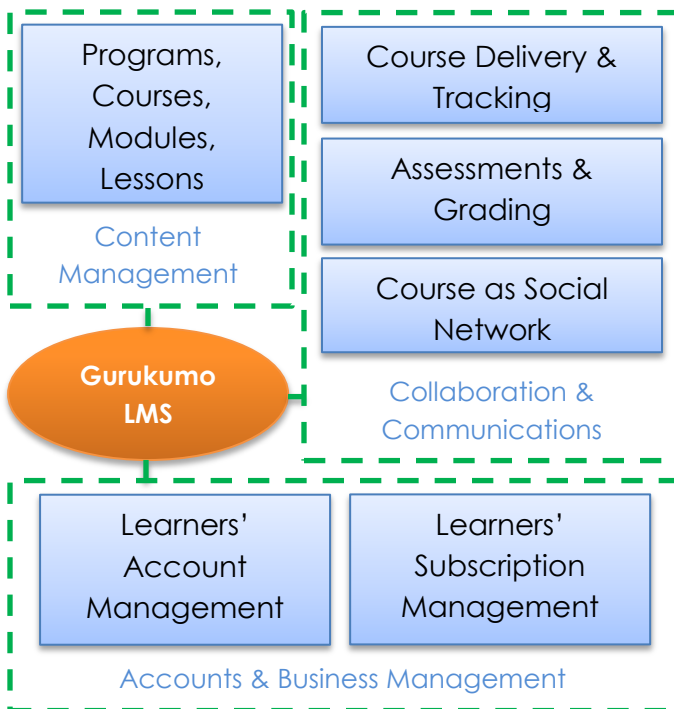 Programs,
Courses,
Modules,
Lessons
Content
Management
Course Delivery &
Tracking
Assessments &
Grading
Course as Social
Network
Collaboration &
Communications
Gurukumo
LMS
Learners’
Account
Management
Learners’
Subscription
Management
Accounts & Business Management